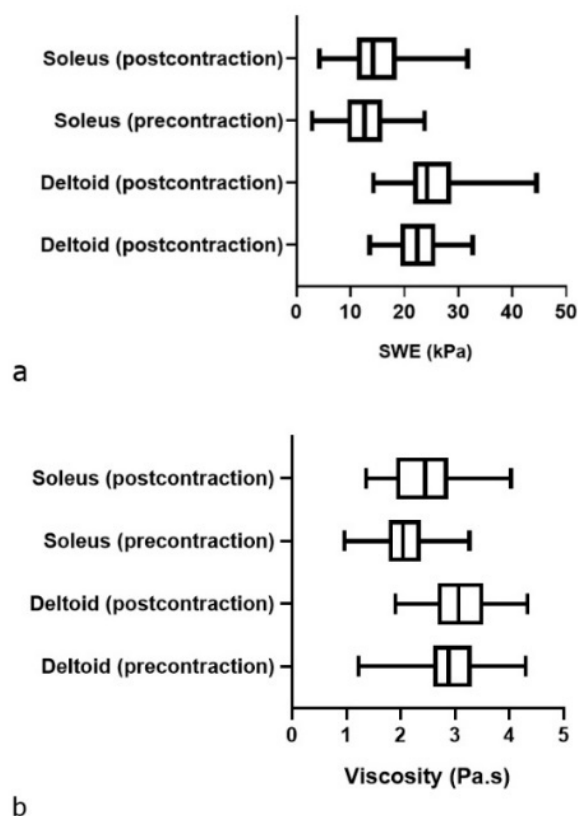 Soleus (postcontraction)
Soleus (precontraction)
Deltoid (postcontraction)
Deltoid (postcontraction)
0 10 20 30 40 50
SWE (kPa)
a
Soleus (postcontraction)
Soleus (precontraction)
Deltoid (postcontraction)
Deltoid (precontraction)
0 1 2 3 4 5
Viscosity (Pa.s)
b